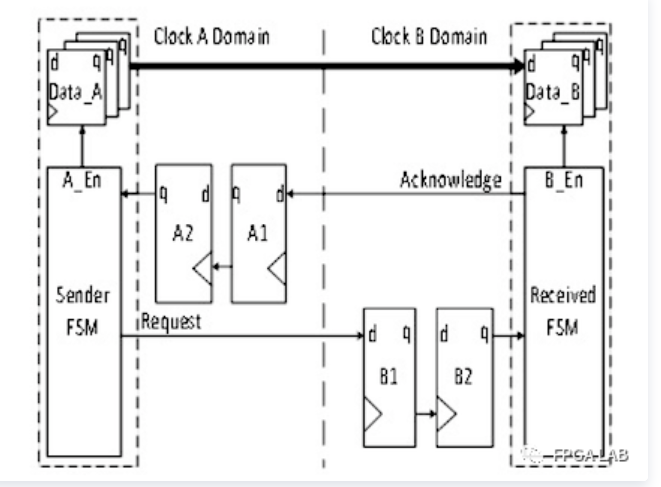 Clock A Domain
Clock B Domain
d q q q
Data_A
d q q q
Data_B
A_En
q d
A2
q d
A1
Acknowledge
B_En
Sender
FSM
Request
d q
B1
d q
B2
Received
FSM
FPGA LAB